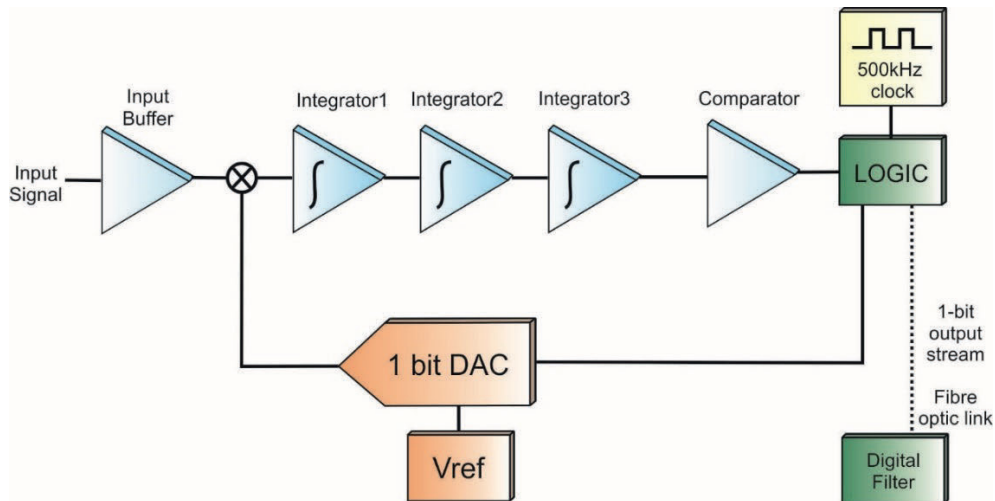 Input
Buffer
Integrator1
Integrator2
Integrator3
Comparator
500kHz
clock
Input
Signal
LOGIC
1-bit
output
stream
1 bit DAC
Fibre
optic link
Vref
Digital
Filter